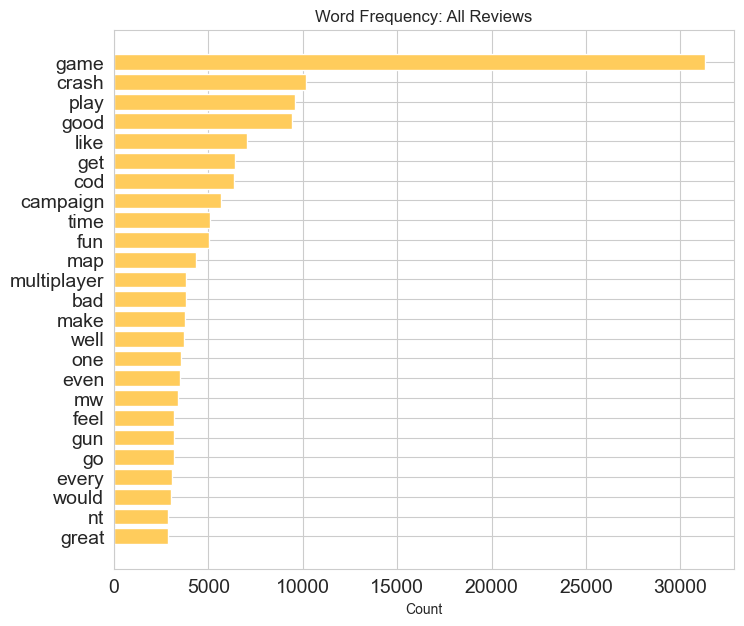 Word Frequency: All Reviews
game
crash
play
good
like
get
cod
campaign
time
fun
map
multiplayer
bad
make
well
one
even
mw
feel
gun
go
every
would
nt
great
0 5000 10000 15000 20000 25000 30000
Count